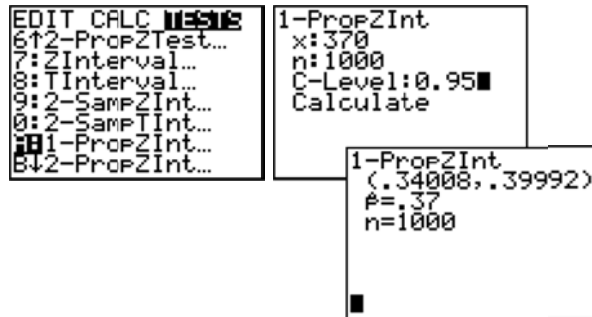 EDIT CALC TESTS
6↑2-PropZTest…
7:ZInterval…
8:TInterval…
9:2-SampZInt…
0:2-SampTInt…
A:1-PropZInt…
B↓2-PropZInt…
1-PropZInt
x:370
n:1000
C-Level:0.95
Calculate
1-PropZInt
(.34008,.39992)
p̂=.37
n=1000